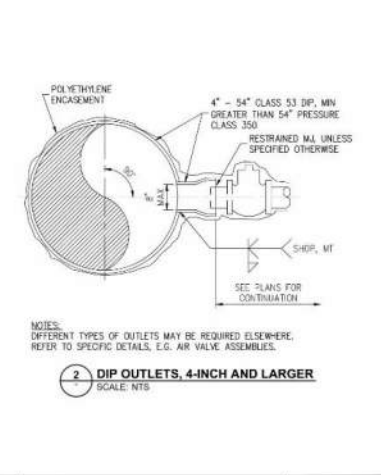 POLYETHYLENE
ENCASEMENT
4" - 54" CLASS 53 DIP, MIN
GREATER THAN 54" PRESSURE
CLASS 350
RESTRAINED MJ, UNLESS
SPECIFIED OTHERWISE
90°
MAX
SHOP, MT
SEE PLANS FOR
CONTINUATION
NOTES:
DIFFERENT TYPES OF OUTLETS MAY BE REQUIRED ELSEWHERE.
REFER TO SPECIFIC DETAILS, E.G. AIR VALVE ASSEMBLIES.
2 DIP OUTLETS, 4-INCH AND LARGER
- SCALE: NTS